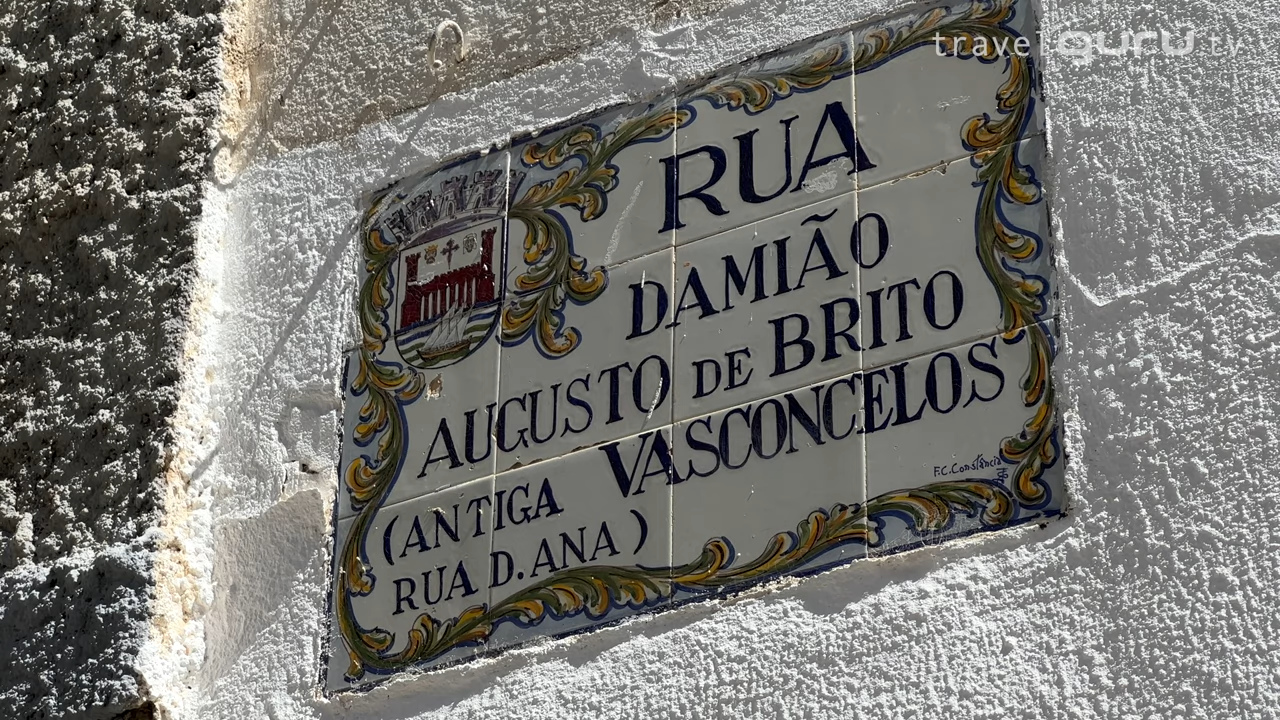 travelguru.tv
RUA
DAMIÃO
AUGUSTO DE BRITO
VASCONCELOS
(ANTIGA
RUA D.ANA)
F.C.Constância